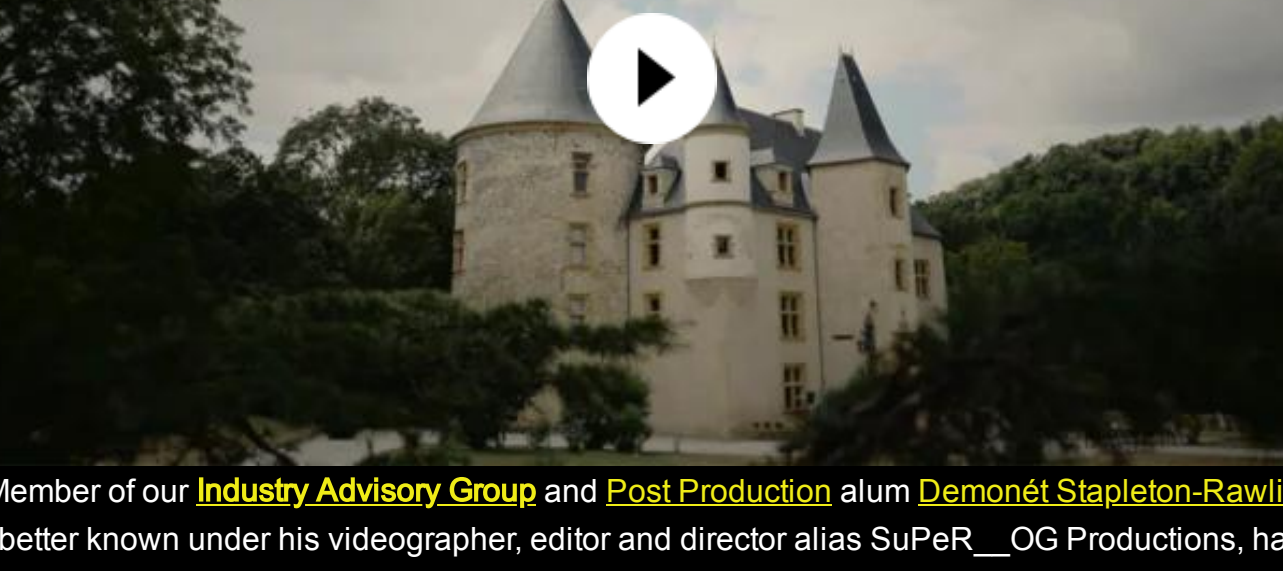 Member of our Industry Advisory Group and Post Production alum Demonét Stapleton-Rawli
better known under his videographer, editor and director alias SuPeR__OG Productions, ha